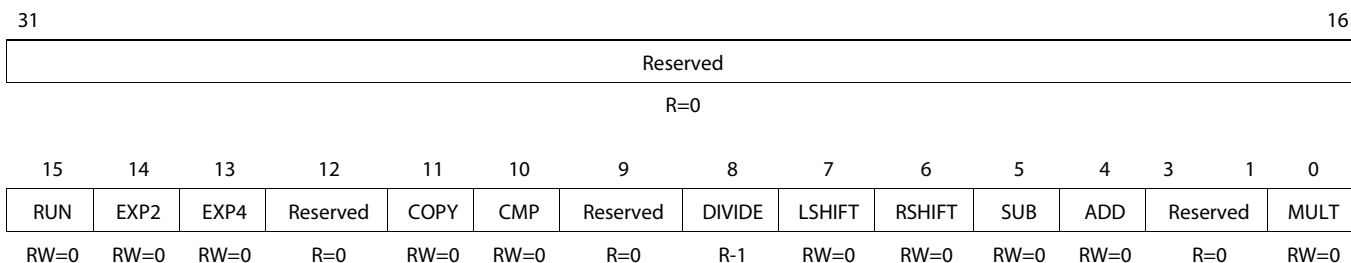 31 16
Reserved
R=0
15 14 13 12 11 10 9 8 7 6 5 4 3 1 0
RUN EXP2 EXP4 Reserved COPY CMP Reserved DIVIDE LSHIFT RSHIFT SUB ADD Reserved MULT
RW=0 RW=0 RW=0 R=0 RW=0 RW=0 R=0 R-1 RW=0 RW=0 RW=0 RW=0 R=0 RW=0